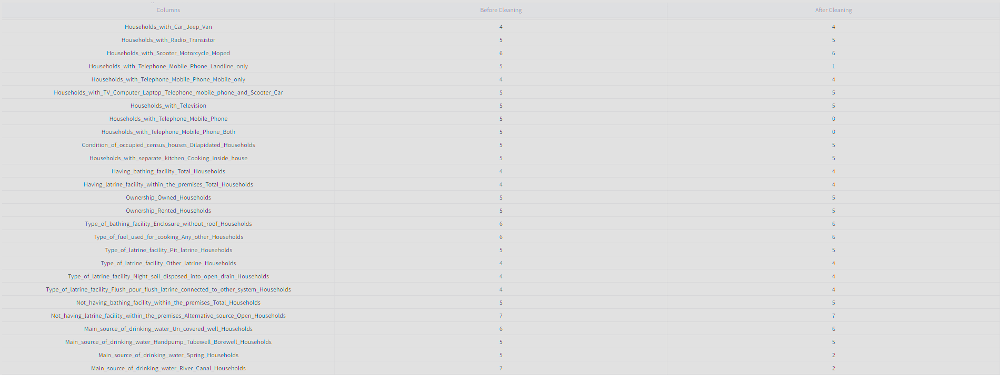 Columns Before Cleaning After Cleaning
Households_with_Car_Jeep_Van 4 4
Households_with_Radio_Transistor 5 5
Households_with_Scooter_Motorcycle_Moped 6 6
Households_with_Telephone_Mobile_Phone_Landline_only 5 1
Households_with_Telephone_Mobile_Phone_Mobile_only 4 4
Households_with_TV_Computer_Laptop_Telephone_mobile_phone_and_Scooter_Car 5 5
Households_with_Television 5 5
Households_with_Telephone_Mobile_Phone 5 0
Households_with_Telephone_Mobile_Phone_Both 5 0
Condition_of_occupied_census_houses_Dilapidated_Households 5 5
Households_with_separate_kitchen_Cooking_inside_house 5 5
Having_bathing_facility_Total_Households 4 4
Having_latrine_facility_within_the_premises_Total_Households 4 4
Ownership_Owned_Households 5 5
Ownership_Rented_Households 5 5
Type_of_bathing_facility_Enclosure_without_roof_Households 6 6
Type_of_fuel_used_for_cooking_Any_other_Households 6 6
Type_of_latrine_facility_Pit_latrine_Households 5 5
Type_of_latrine_facility_Other_latrine_Households 4 4
Type_of_latrine_facility_Night_soil_disposed_into_open_drain_Households 4 4
Type_of_latrine_facility_Flush_pour_flush_latrine_connected_to_other_system_Households 4 4
Not_having_bathing_facility_within_the_premises_Total_Households 5 5
Not_having_latrine_facility_within_the_premises_Alternative_source_Open_Households 7 7
Main_source_of_drinking_water_Un_covered_well_Households 6 6
Main_source_of_drinking_water_Handpump_Tubewell_Borewell_Households 5 5
Main_source_of_drinking_water_Spring_Households 5 2
Main_source_of_drinking_water_River_Canal_Households 7 2